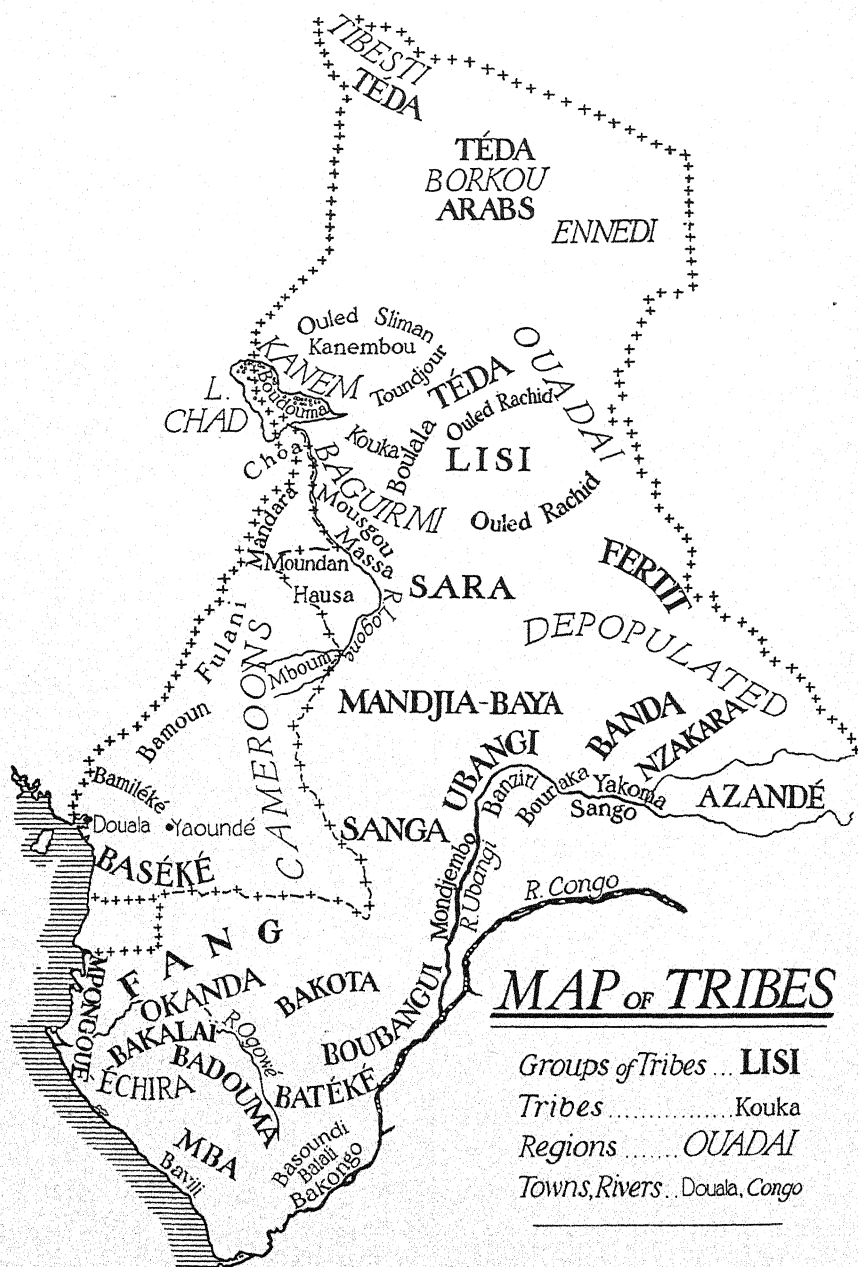 TIBESTI
TÉDA
TÉDA
BORKOU
ARABS
ENNEDI
Ouled Sliman
Kanembou
KANEM
Toundjour
OUADAI
TÉDA
Ouled Rachid
L.
CHAD
Boudouma
Kouka
Boulala
LISI
Choa
BAGUIRMI
Ouled Rachid
Mandara
Mousgou
Massa
Moundan
Hausa
SARA
FERTIT
R. Logone
DEPOPULATED
Fulani
Mboum
CAMEROONS
Bamoun
MANDJIA-BAYA
BANDA
NZAKARA
UBANGI
Banziri
Bouraka
Yakoma
Sango
AZANDÉ
Bamiléké
Douala
Yaoundé
SANGA
BASÉKÉ
Mondjembo
R. Ubangi
R. Congo
FANG
MPONGOUE
OKANDA
BAKOTA
BAKALAI
R. Ogowé
BOUBANGUI
BADOUMA
ÉCHIRA
BATÉKÉ
MBA
Bavili
Basoundi
Balali
Bakongo
MAP OF TRIBES
Groups of Tribes ... LISI
Tribes .............. Kouka
Regions ....... OUADAI
Towns, Rivers .. Douala, Congo